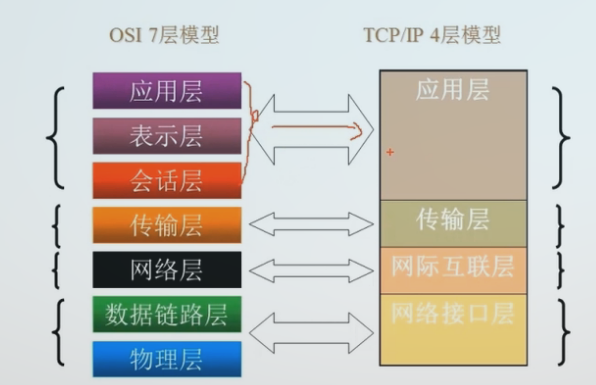 OSI 7层模型
TCP/IP 4层模型
应用层
表示层
会话层
传输层
网络层
数据链路层
物理层
应用层
传输层
网际互联层
网络接口层